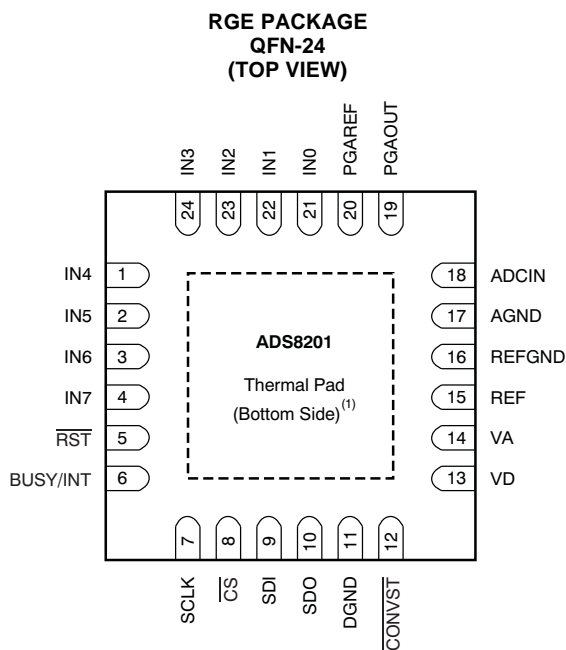 RGE PACKAGE
QFN-24
(TOP VIEW)
IN3 IN2 IN1 IN0 PGAREF PGAOUT
24 23 22 21 20 19
IN4 1 18 ADCIN
IN5 2 17 AGND
IN6 3 16 REFGND
IN7 4 15 REF
RST 5 14 VA
BUSY/INT 6 13 VD
ADS8201
Thermal Pad
(Bottom Side)(1)
7 8 9 10 11 12
SCLK CS SDI SDO DGND CONVST